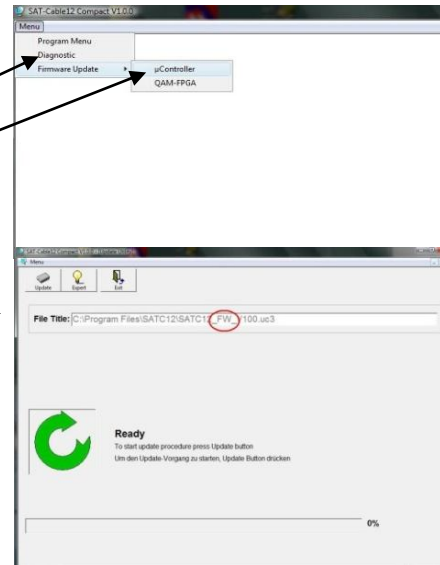 SAT-Cable12 Compact V1.0.0
Menu
Program Menu
Diagnostic
Firmware Update
µController
QAM-FPGA
Menu
Update
Expert
Exit
File Title: C:\Program Files\SATC12\SATC12_FW_V100.uc3
Ready
To start update procedure press Update button
Um den Update-Vorgang zu starten, Update Button drücken
0%